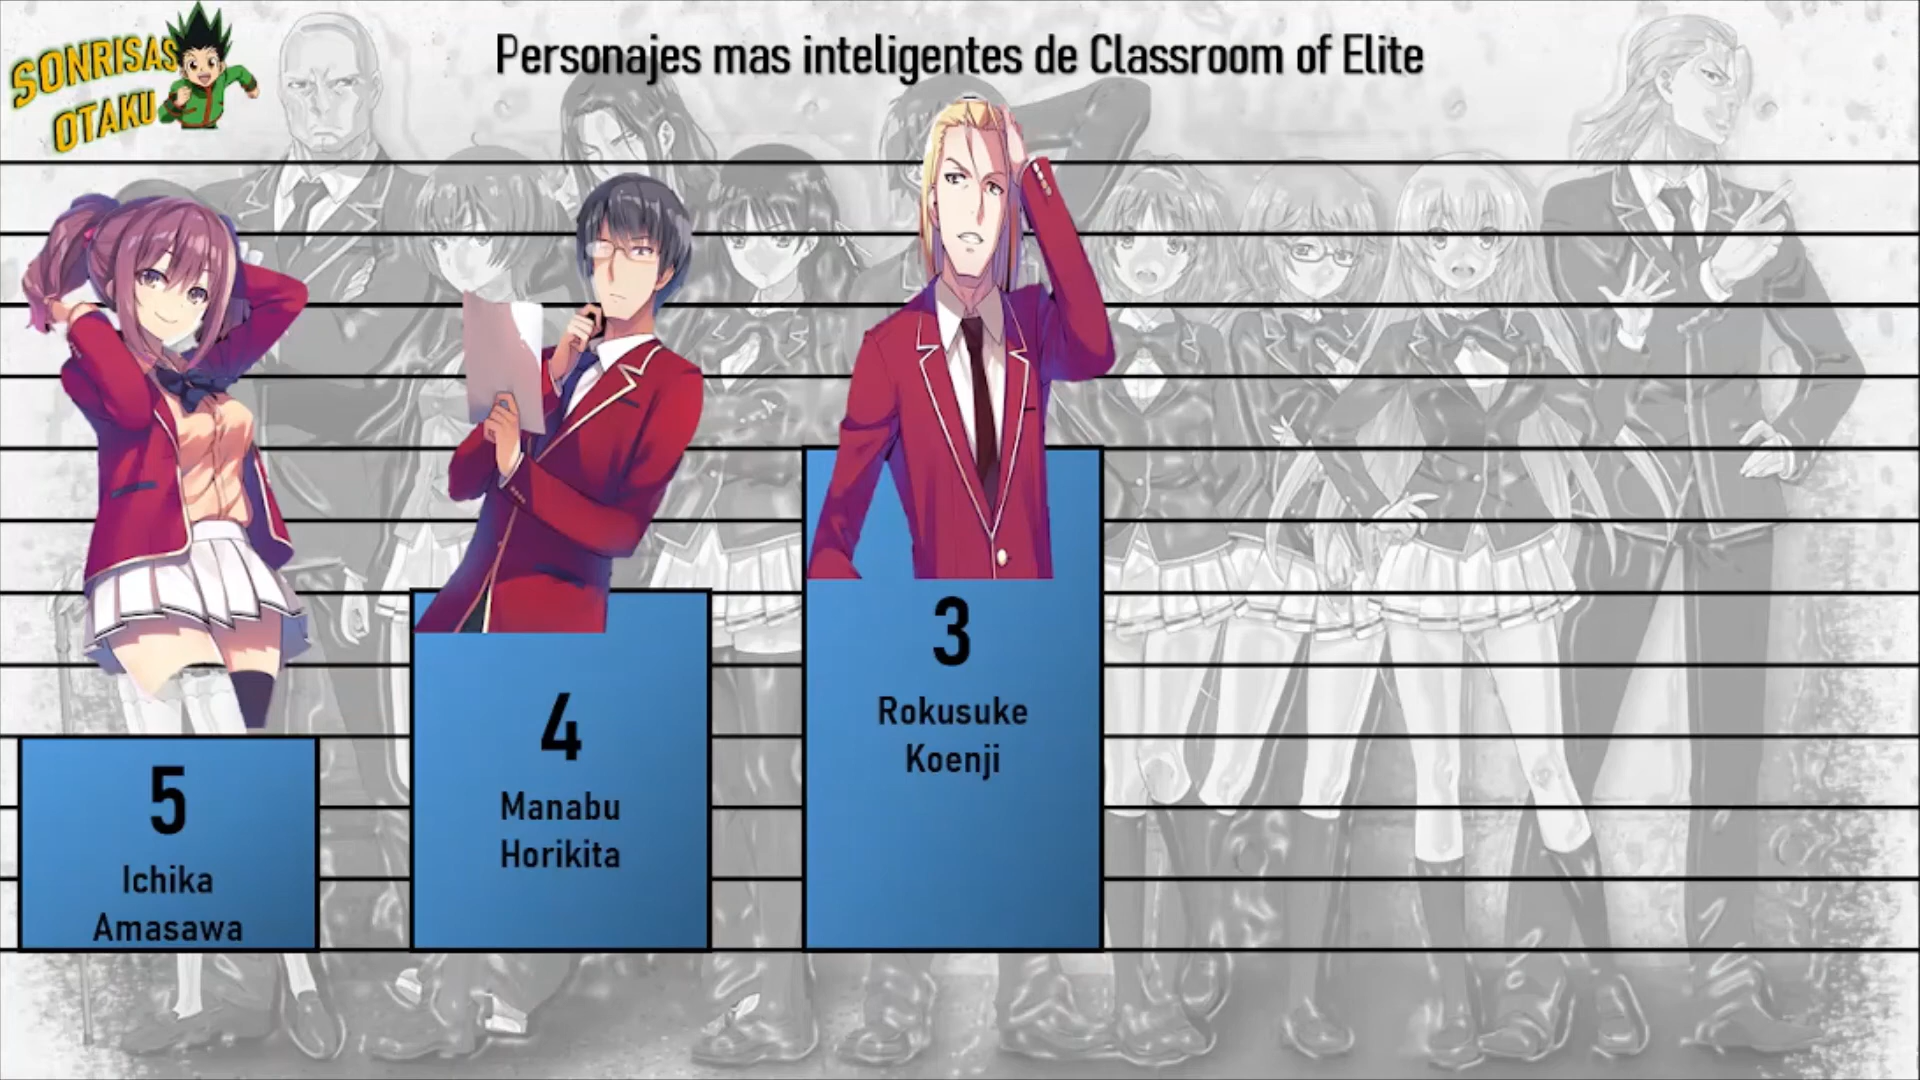 SONRISAS
OTAKU
Personajes mas inteligentes de Classroom of Elite
5
Ichika
Amasawa
4
Manabu
Horikita
3
Rokusuke
Koenji